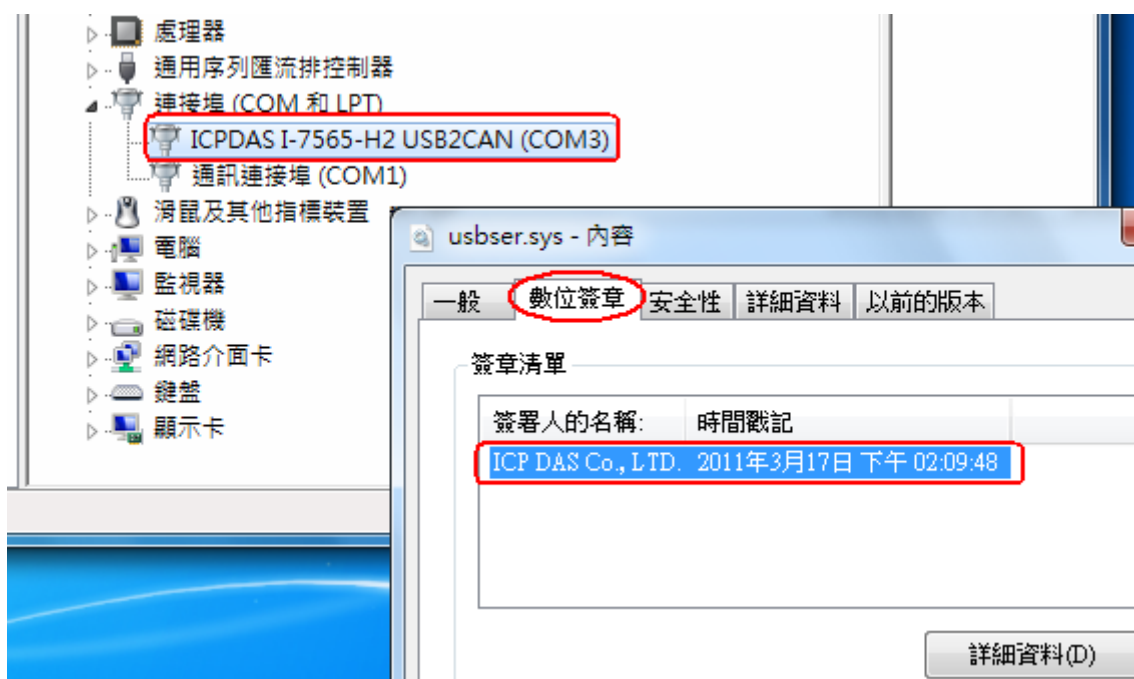 處理器
通用序列匯流排控制器
連接埠 (COM 和 LPT)
ICPDAS I-7565-H2 USB2CAN (COM3)
通訊連接埠 (COM1)
滑鼠及其他指標裝置
電腦
監視器
磁碟機
網路介面卡
鍵盤
顯示卡
usbser.sys - 內容
一般 數位簽章 安全性 詳細資料 以前的版本
簽章清單
簽署人的名稱: 時間戳記
ICP DAS Co., LTD. 2011年3月17日 下午 02:09:48
詳細資料(D)